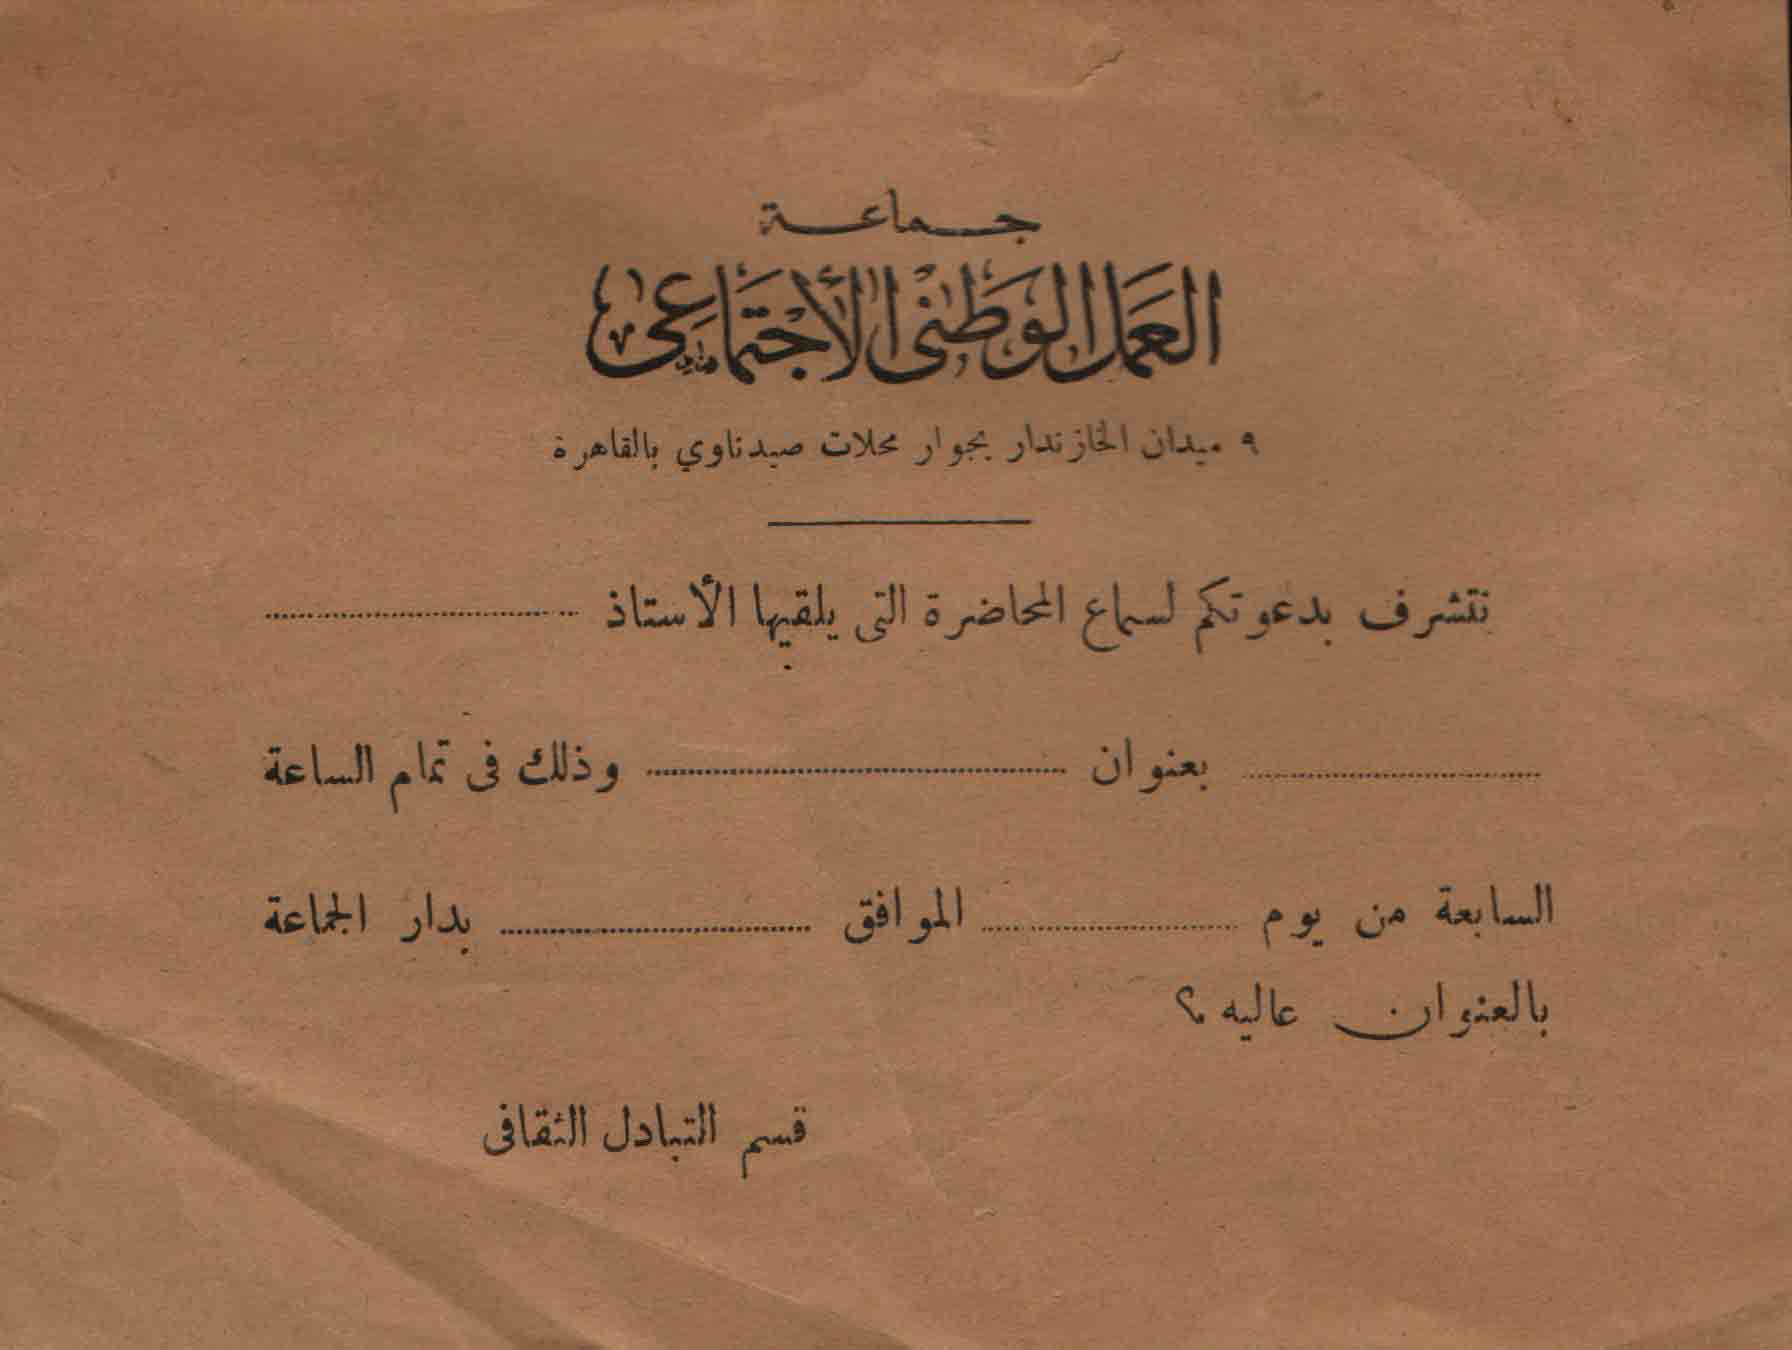 جماعة
العمل الوطنى الأجتماعى
٩ ميدان الخازندار بجوار محلات صيدناوي بالقاهرة
نتشرف بدعوتكم لسماع المحاضرة التى يلقيها الأستاذ ..............................
.............................. بعنوان .............................. وذلك فى تمام الساعة
السابعة من يوم .............................. الموافق .............................. بدار الجماعة
بالعنوان عاليه ؟
قسم التبادل الثقافى